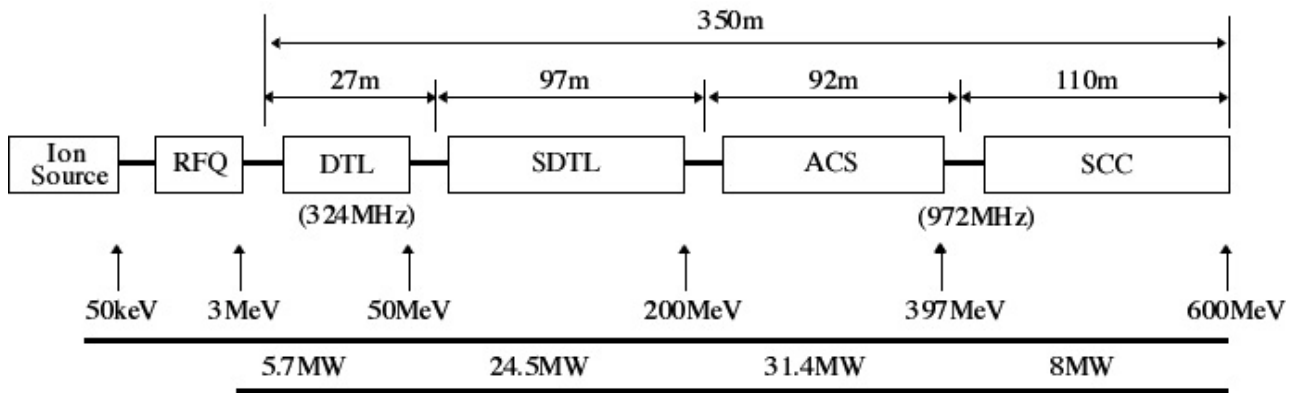 350m
27m 97m 92m 110m
Ion
Source
RFQ DTL SDTL ACS SCC
(324MHz) (972MHz)
50keV 3MeV 50MeV 200MeV 397MeV 600MeV
5.7MW 24.5MW 31.4MW 8MW